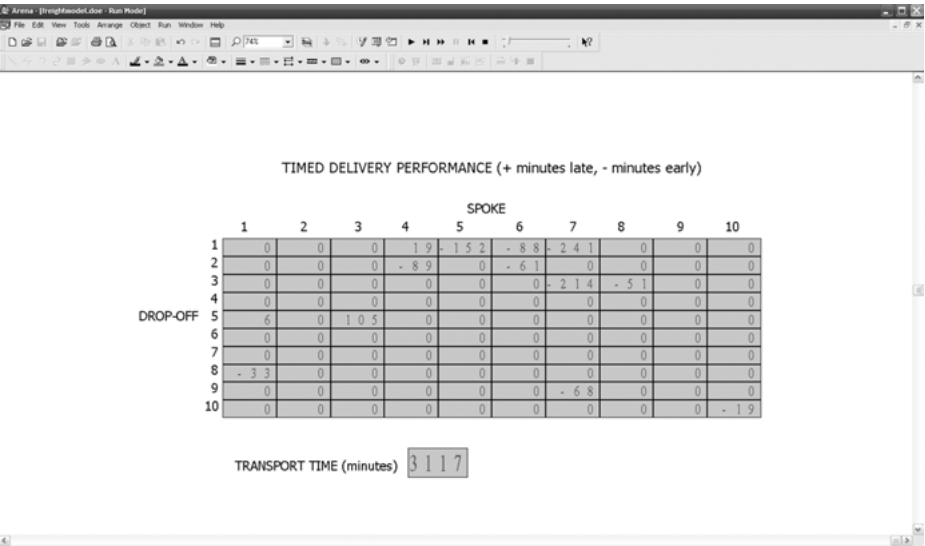 Arena - [freightmodel.doe - Run Mode]
File Edit View Tools Arrange Object Run Window Help
74%
TIMED DELIVERY PERFORMANCE (+ minutes late, - minutes early)
SPOKE
1 2 3 4 5 6 7 8 9 10
1 0 0 0 19 -152 -88 -241 0 0 0
2 0 0 0 -89 0 -61 0 0 0 0
3 0 0 0 0 0 0 -214 -51 0 0
4 0 0 0 0 0 0 0 0 0 0
DROP-OFF 5 6 0 105 0 0 0 0 0 0 0
6 0 0 0 0 0 0 0 0 0 0
7 0 0 0 0 0 0 0 0 0 0
8 -33 0 0 0 0 0 0 0 0 0
9 0 0 0 0 0 0 -68 0 0 0
10 0 0 0 0 0 0 0 0 0 -19
TRANSPORT TIME (minutes) 3117